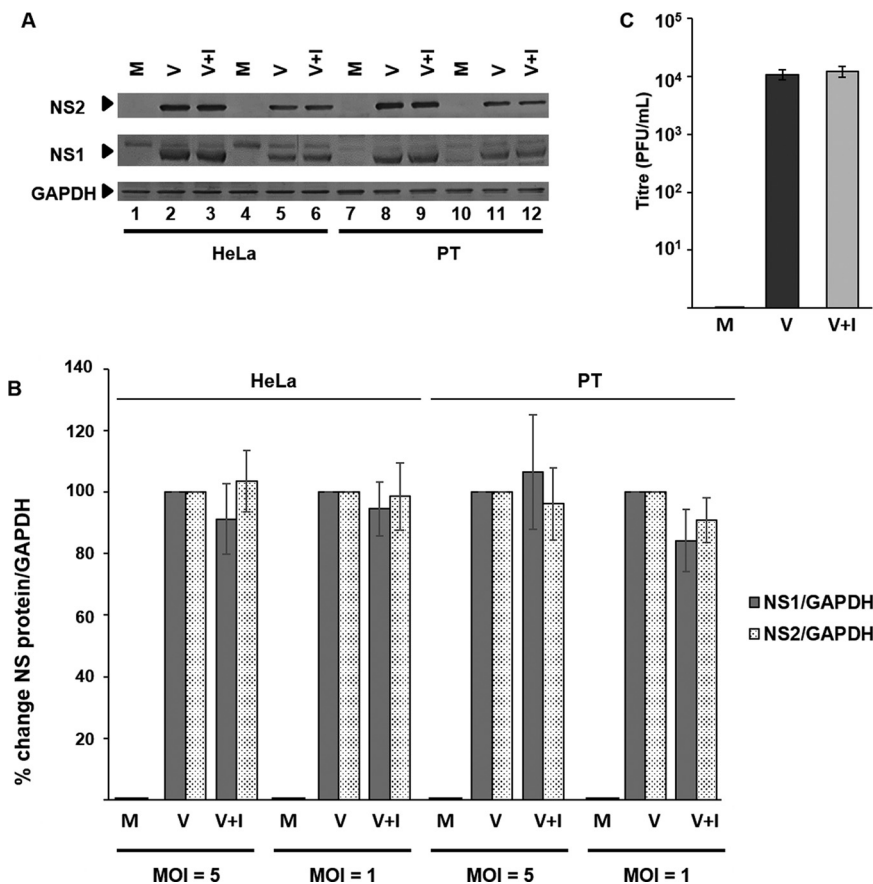 A
M V V+I M V V+I M V V+I M V V+I
NS2
NS1
GAPDH
1 2 3 4 5 6 7 8 9 10 11 12
HeLa PT
C
10⁵
10⁴
10³
10²
10¹
Titre (PFU/mL)
M V V+I
B
HeLa PT
140
120
100
80
60
40
20
% change NS protein/GAPDH
NS1/GAPDH
NS2/GAPDH
M V V+I M V V+I M V V+I M V V+I
MOI = 5 MOI = 1 MOI = 5 MOI = 1